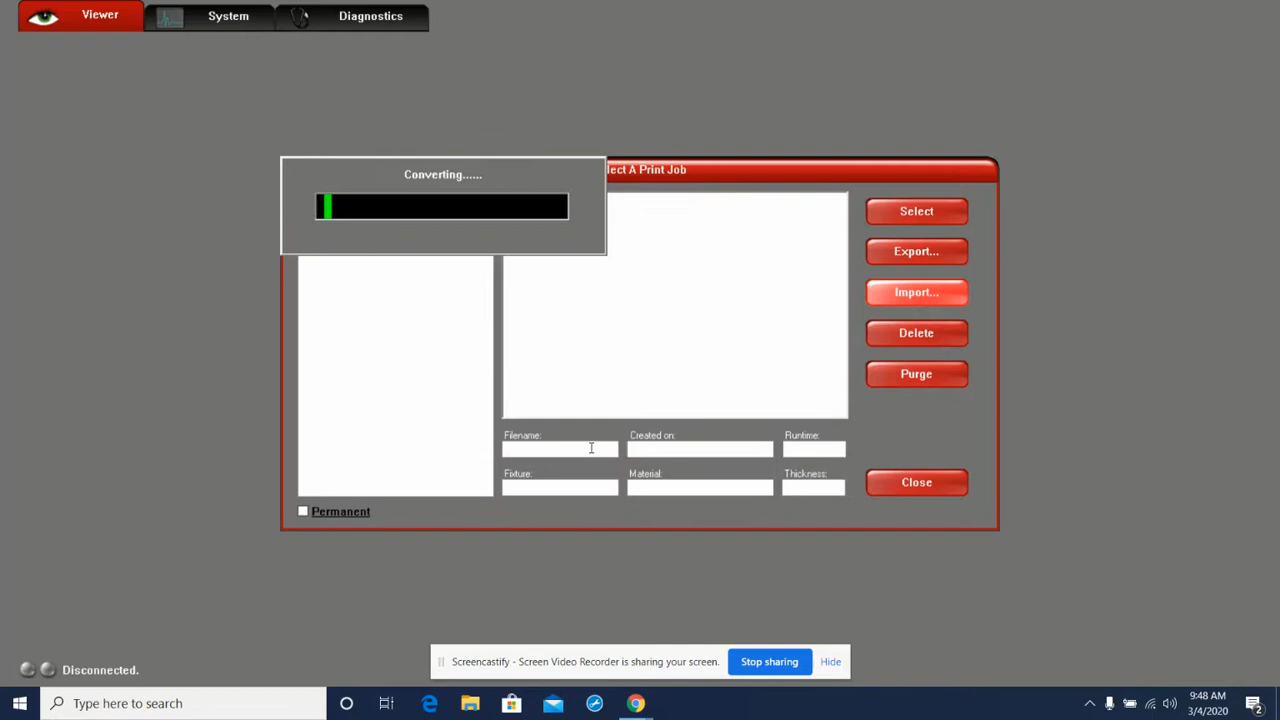 Viewer
System
Diagnostics
Converting......
lect A Print Job
Select
Export...
Import...
Delete
Purge
Filename:
Created on:
Runtime:
Fixture:
Material:
Thickness:
Close
Permanent
Disconnected.
Screencastify - Screen Video Recorder is sharing your screen.
Stop sharing
Hide
Type here to search
9:48 AM
3/4/2020
2